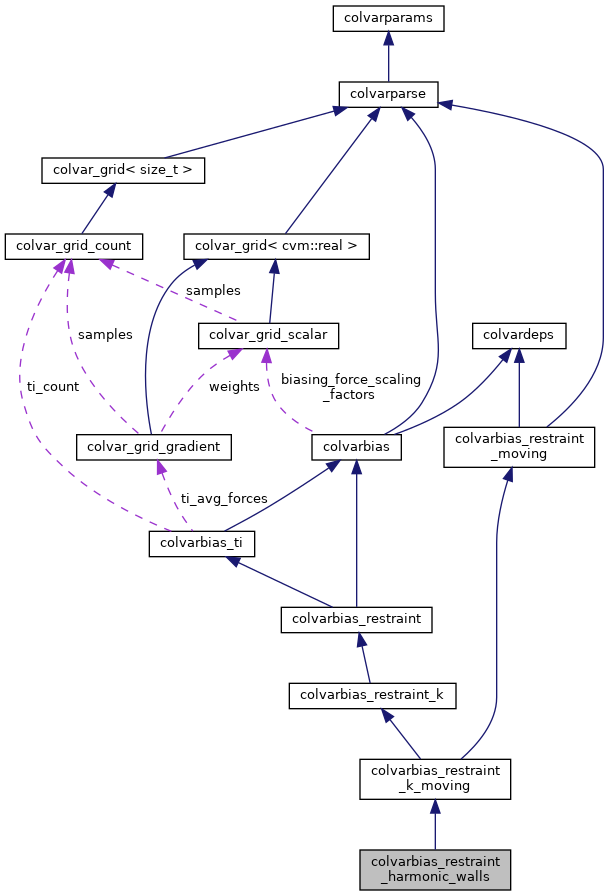 colvarparams
colvarparse
colvar_grid< size_t >
colvar_grid_count
colvar_grid< cvm::real >
samples
samples
colvar_grid_scalar
colvardeps
ti_count
weights
biasing_force_scaling
_factors
colvar_grid_gradient
colvarbias
colvarbias_restraint
_moving
ti_avg_forces
colvarbias_ti
colvarbias_restraint
colvarbias_restraint_k
colvarbias_restraint
_k_moving
colvarbias_restraint
_harmonic_walls